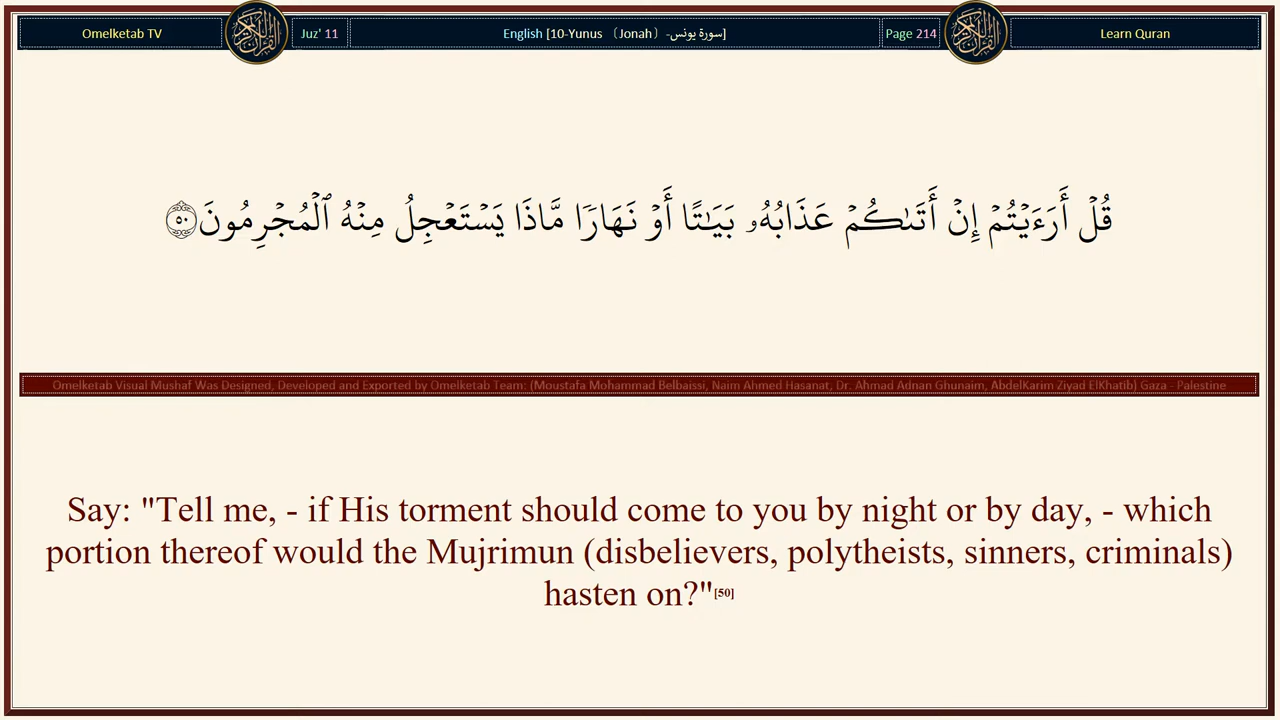 Omelketab TV
Juz' 11
English [10-Yunus （Jonah）-سورة يونس]
Page 214
Learn Quran
قُلۡ أَرَءَيۡتُمۡ إِنۡ أَتَىٰكُمۡ عَذَابُهُۥ بَيَٰتًا أَوۡ نَهَارٗا مَّاذَا يَسۡتَعۡجِلُ مِنۡهُ ٱلۡمُجۡرِمُونَ ٥٠
Omelketab Visual Mushaf Was Designed, Developed and Exported by Omelketab Team: (Moustafa Mohammad Belbaissi, Naim Ahmed Hasanat, Dr. Ahmad Adnan Ghunaim, AbdelKarim Ziyad ElKhatib) Gaza - Palestine
Say: "Tell me, - if His torment should come to you by night or by day, - which
portion thereof would the Mujrimun (disbelievers, polytheists, sinners, criminals)
hasten on?"[50]